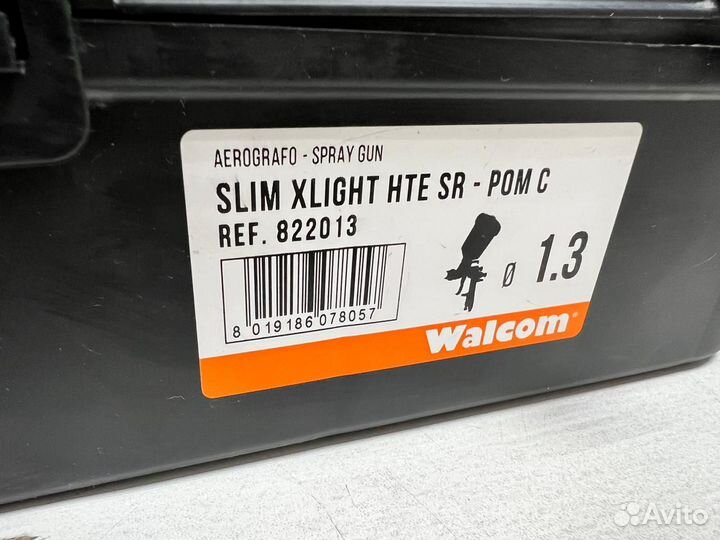 AEROGRAFO - SPRAY GUN
SLIM XLIGHT HTE SR - POM C
REF. 822013
Ø 1.3
8 019186 078057
Walcom®
Avito